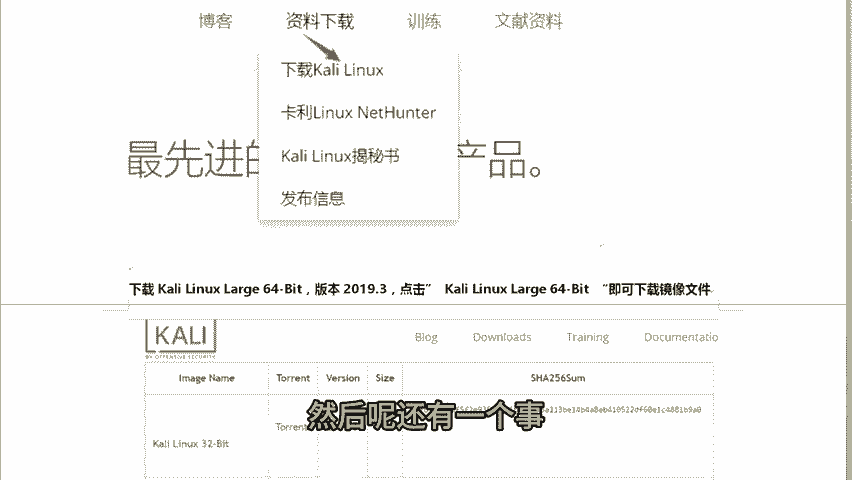 博客 资料下载 训练 文献资料
下载Kali Linux
卡利Linux NetHunter
最先进的 产品。
Kali Linux揭秘书
发布信息
下载 Kali Linux Large 64-Bit，版本 2019.3，点击” Kali Linux Large 64-Bit “即可下载镜像文件
KALI Blog Downloads Training Documentatio
BY OFFENSIVE SECURITY
Image Name Torrent Version Size SHA256Sum
Torrent
然后呢还有一个事
Kali Linux 32-Bit